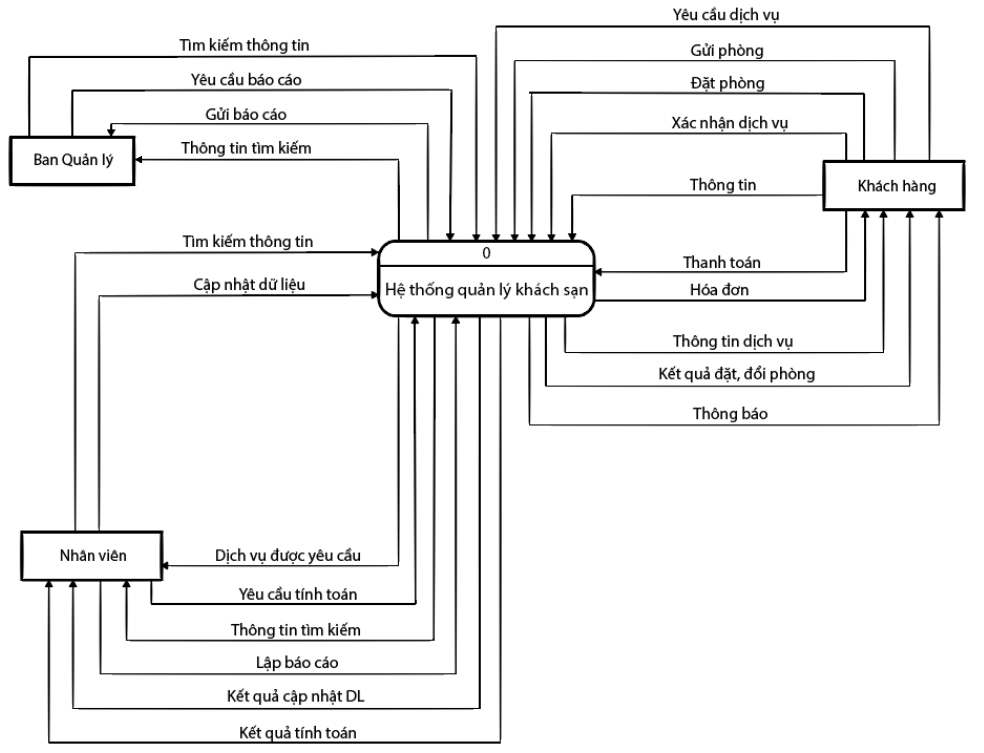 Yêu cầu dịch vụ
Tìm kiếm thông tin
Gửi phòng
Yêu cầu báo cáo
Đặt phòng
Gửi báo cáo
Xác nhận dịch vụ
Thông tin tìm kiếm
Ban Quản lý
Khách hàng
Thông tin
Tìm kiếm thông tin
0
Thanh toán
Cập nhật dữ liệu
Hệ thống quản lý khách sạn
Hóa đơn
Thông tin dịch vụ
Kết quả đặt, đổi phòng
Thông báo
Nhân viên
Dịch vụ được yêu cầu
Yêu cầu tính toán
Thông tin tìm kiếm
Lập báo cáo
Kết quả cập nhật DL
Kết quả tính toán